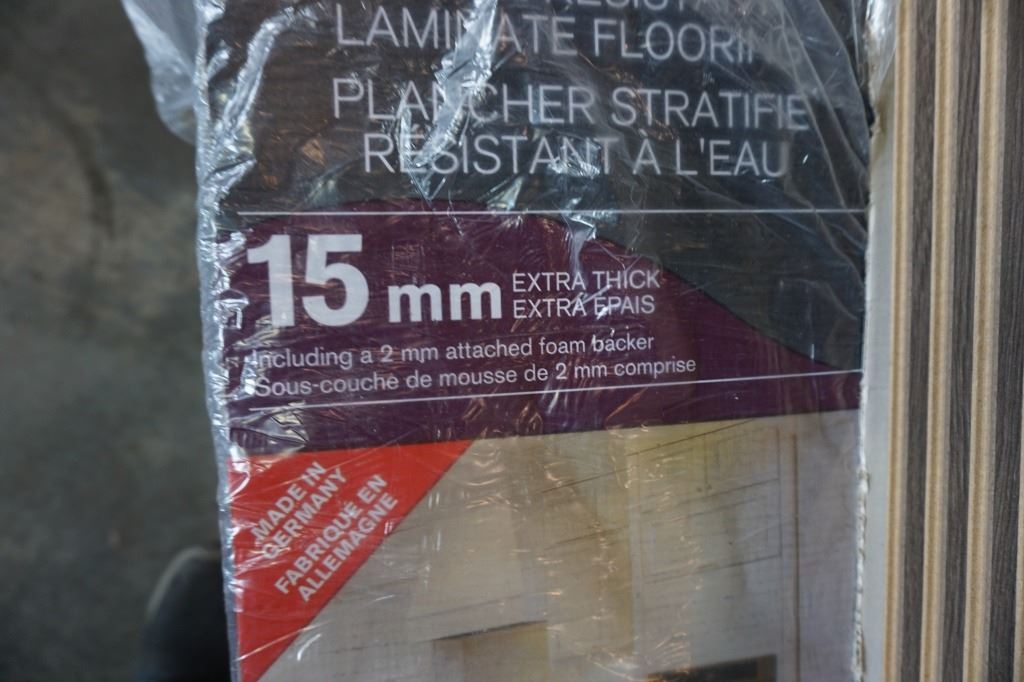 LAMINATE FLOORIN
PLANCHER STRATIFIÉ
RÉSISTANT À L'EAU
15 mm
EXTRA THICK
EXTRA ÉPAIS
Including a 2 mm attached foam backer
Sous-couche de mousse de 2 mm comprise
MADE IN
GERMANY
FABRIQUÉ EN
ALLEMAGNE